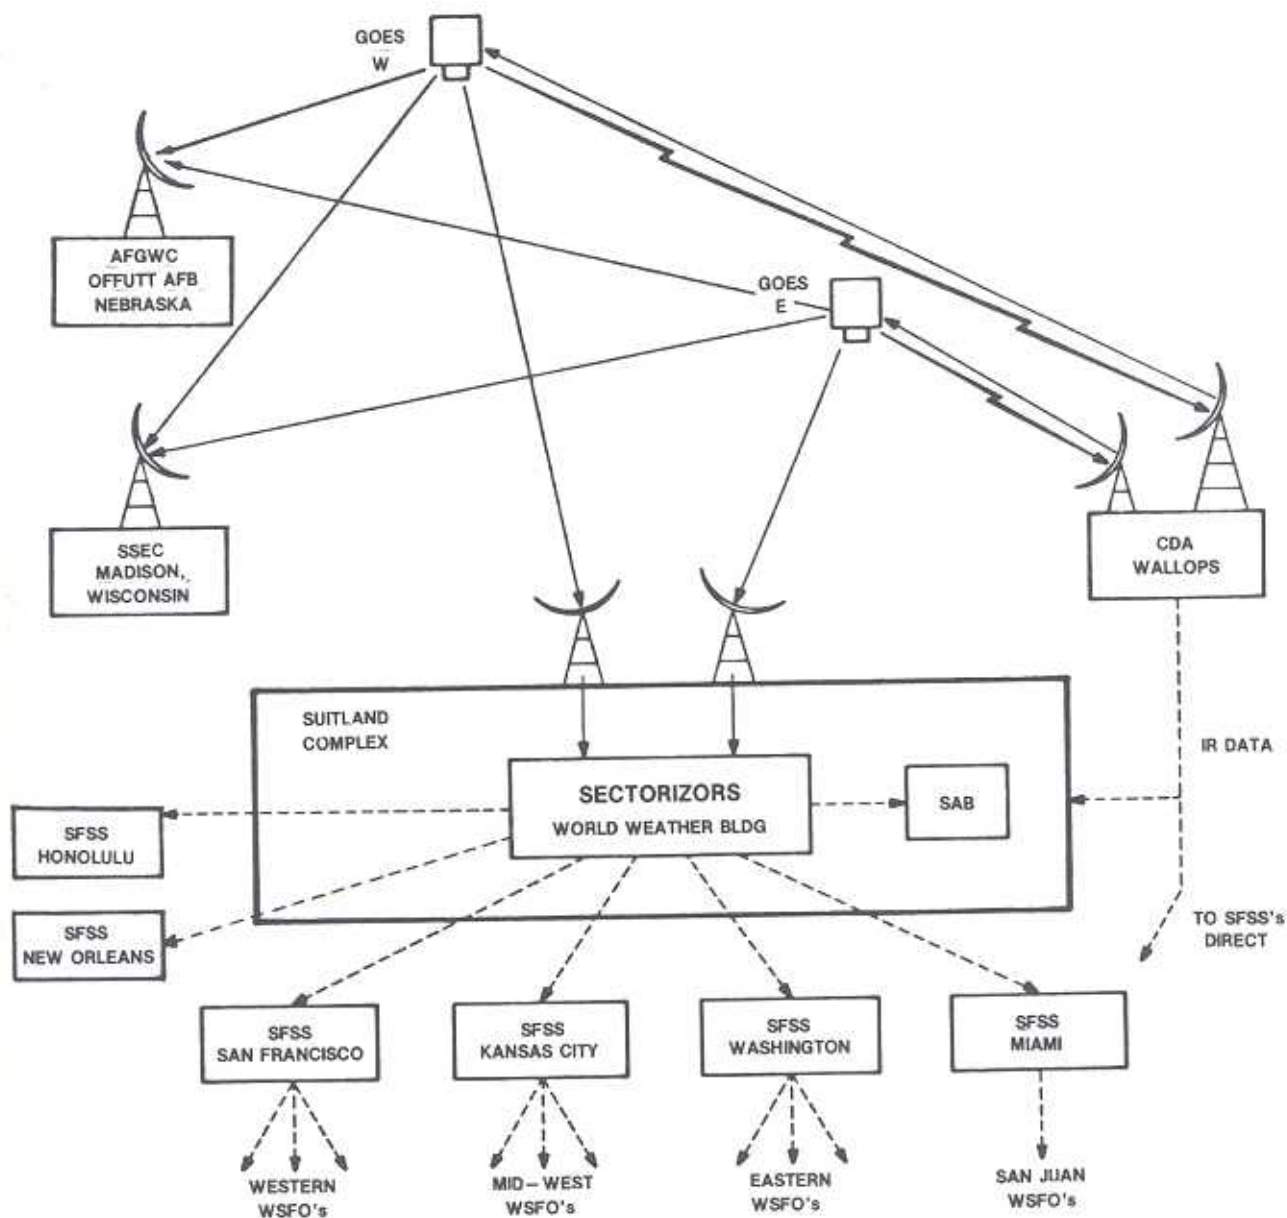 GOES
W
AFGWC
OFFUTT AFB
NEBRASKA
GOES
E
SSEC
MADISON,
WISCONSIN
CDA
WALLOPS
SUITLAND
COMPLEX
IR DATA
SECTORIZORS
WORLD WEATHER BLDG
SAB
SFSS
HONOLULU
SFSS
NEW ORLEANS
TO SFSS's
DIRECT
SFSS
SAN FRANCISCO
SFSS
KANSAS CITY
SFSS
WASHINGTON
SFSS
MIAMI
WESTERN
WSFO's
MID-WEST
WSFO's
EASTERN
WSFO's
SAN JUAN
WSFO's